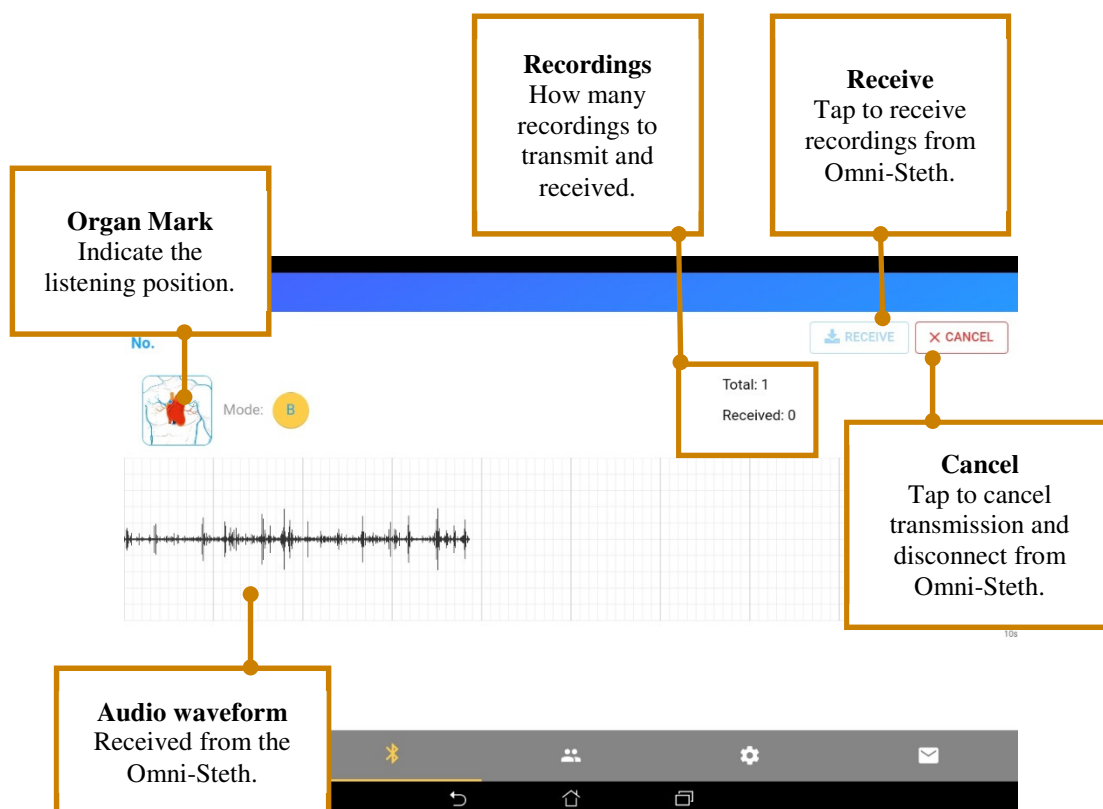 Recordings
How many
recordings to
transmit and
received.
Receive
Tap to receive
recordings from
Omni-Steth.
Organ Mark
Indicate the
listening position.
No.
RECEIVE
CANCEL
Mode: B
Total: 1
Received: 0
Cancel
Tap to cancel
transmission and
disconnect from
Omni-Steth.
10s
Audio waveform
Received from the
Omni-Steth.